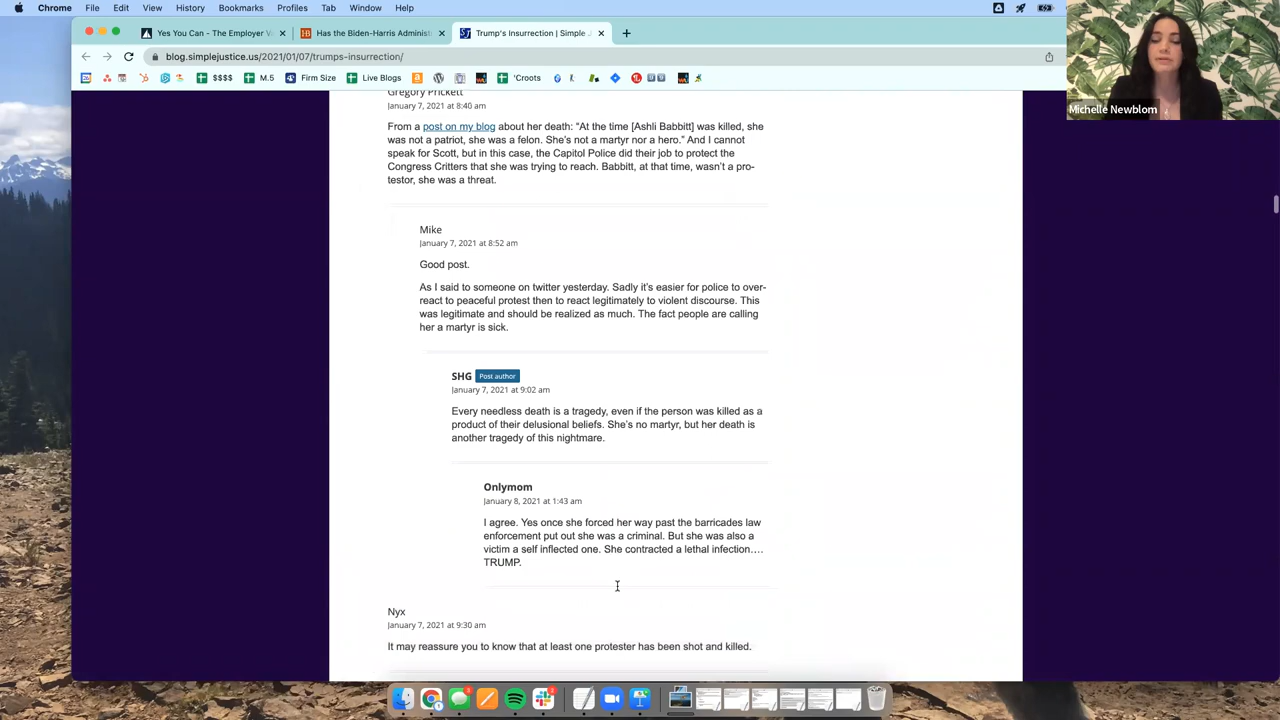 Chrome File Edit View History Bookmarks Profiles Tab Window Help
Yes You Can - The Employer V
Has the Biden-Harris Administ
Trump's Insurrection | Simple J
blog.simplejustice.us/2021/01/07/trumps-insurrection/
$$$$ M.5 Firm Size Live Blogs 'Croots
Michelle Newblom
Gregory Prickett
January 7, 2021 at 8:40 am
From a post on my blog about her death: “At the time [Ashli Babbitt] was killed, she
was not a patriot, she was a felon. She’s not a martyr nor a hero.” And I cannot
speak for Scott, but in this case, the Capitol Police did their job to protect the
Congress Critters that she was trying to reach. Babbitt, at that time, wasn’t a pro-
testor, she was a threat.
Mike
January 7, 2021 at 8:52 am
Good post.
As I said to someone on twitter yesterday. Sadly it’s easier for police to over-
react to peaceful protest then to react legitimately to violent discourse. This
was legitimate and should be realized as much. The fact people are calling
her a martyr is sick.
SHG Post author
January 7, 2021 at 9:02 am
Every needless death is a tragedy, even if the person was killed as a
product of their delusional beliefs. She’s no martyr, but her death is
another tragedy of this nightmare.
Onlymom
January 8, 2021 at 1:43 am
I agree. Yes once she forced her way past the barricades law
enforcement put out she was a criminal. But she was also a
victim a self inflected one. She contracted a lethal infection….
TRUMP.
Nyx
January 7, 2021 at 9:30 am
It may reassure you to know that at least one protester has been shot and killed.